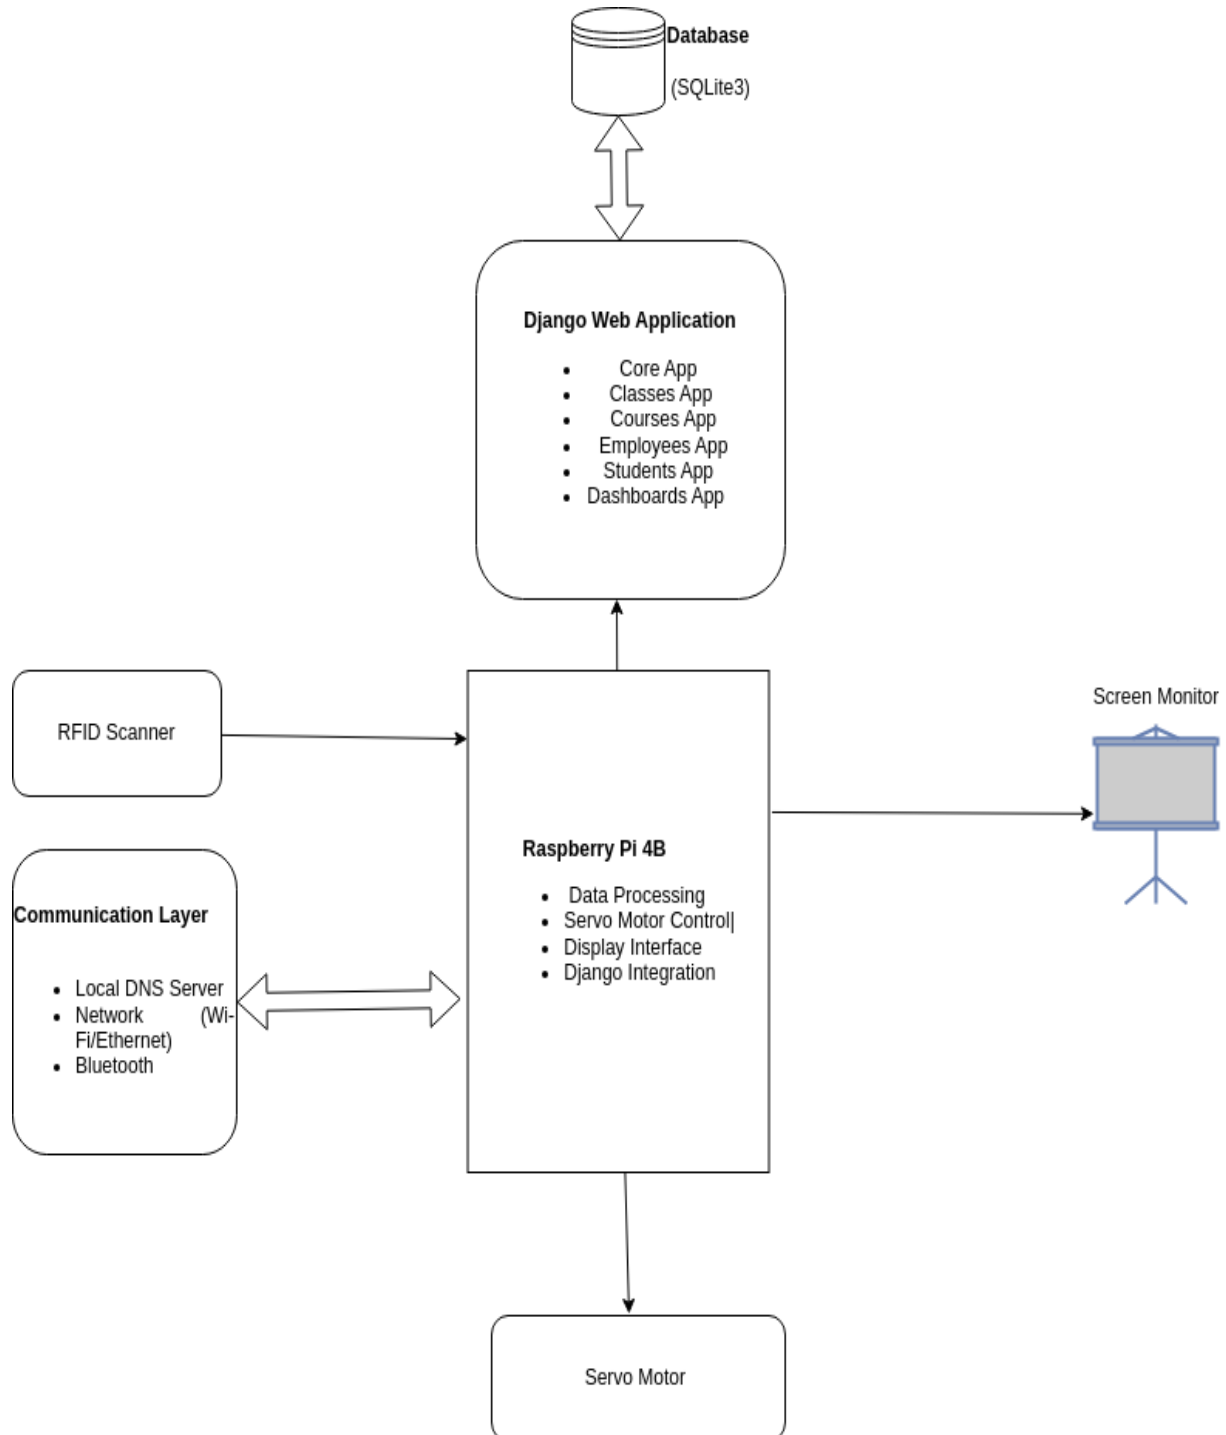 Database
(SQLite3)
Django Web Application
• Core App
• Classes App
• Courses App
• Employees App
• Students App
• Dashboards App
RFID Scanner
Screen Monitor
Communication Layer
• Local DNS Server
• Network (Wi-
Fi/Ethernet)
• Bluetooth
Raspberry Pi 4B
• Data Processing
• Servo Motor Control|
• Display Interface
• Django Integration
Servo Motor